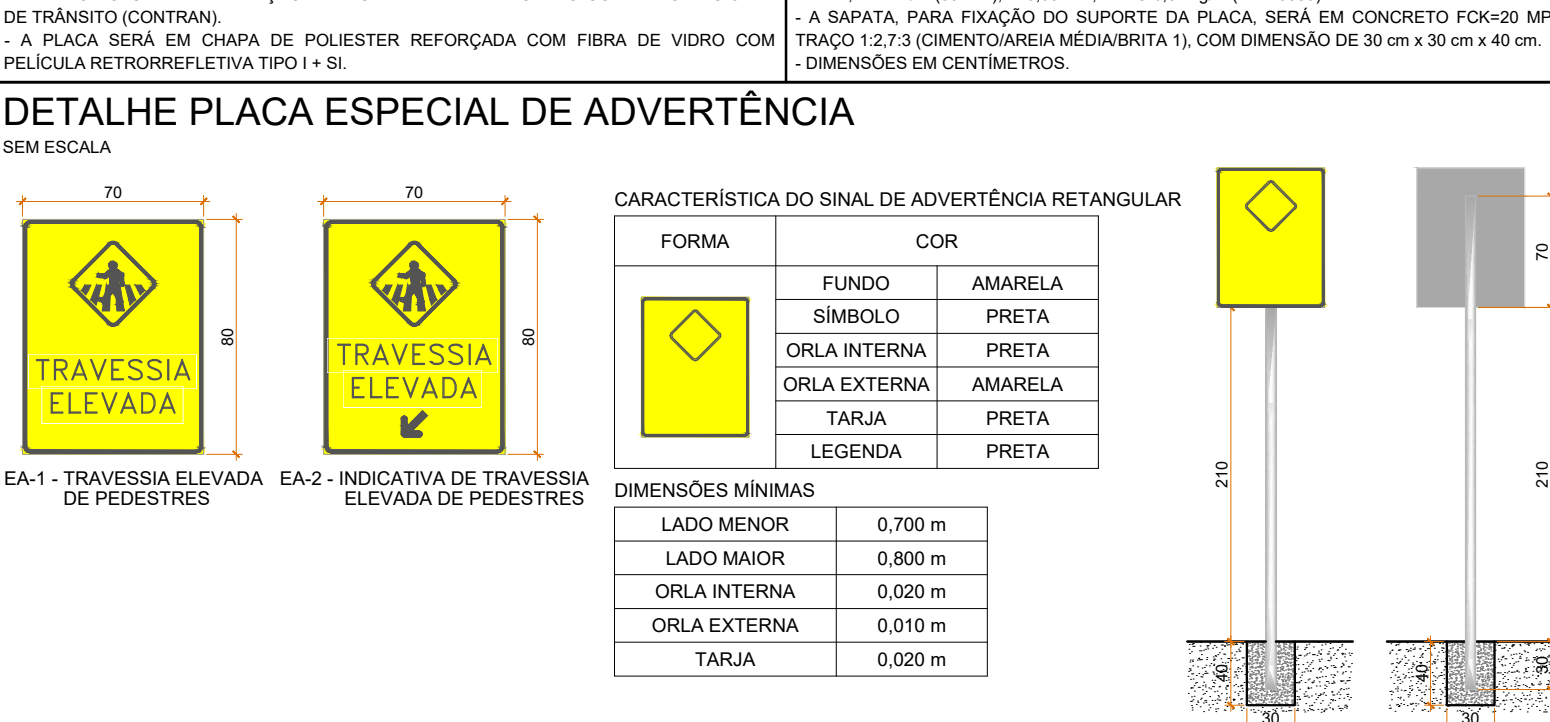 DE TRÂNSITO (CONTRAN).
- A PLACA SERÁ EM CHAPA DE POLIESTER REFORÇADA COM FIBRA DE VIDRO COM
PELÍCULA RETRORREFLETIVA TIPO I + SI.
- A SAPATA, PARA FIXAÇÃO DO SUPORTE DA PLACA, SERÁ EM CONCRETO FCK=20 MP
TRAÇO 1:2,7:3 (CIMENTO/AREIA MÉDIA/BRITA 1), COM DIMENSÃO DE 30 cm x 30 cm x 40 cm.
- DIMENSÕES EM CENTÍMETROS.
DETALHE PLACA ESPECIAL DE ADVERTÊNCIA
SEM ESCALA
70
80
TRAVESSIA
ELEVADA
EA-1 - TRAVESSIA ELEVADA
DE PEDESTRES
70
80
TRAVESSIA
ELEVADA
EA-2 - INDICATIVA DE TRAVESSIA
ELEVADA DE PEDESTRES
CARACTERÍSTICA DO SINAL DE ADVERTÊNCIA RETANGULAR
FORMA COR
FUNDO AMARELA
SÍMBOLO PRETA
ORLA INTERNA PRETA
ORLA EXTERNA AMARELA
TARJA PRETA
LEGENDA PRETA
DIMENSÕES MÍNIMAS
LADO MENOR 0,700 m
LADO MAIOR 0,800 m
ORLA INTERNA 0,020 m
ORLA EXTERNA 0,010 m
TARJA 0,020 m
210
40
30
70
210
40
30
30